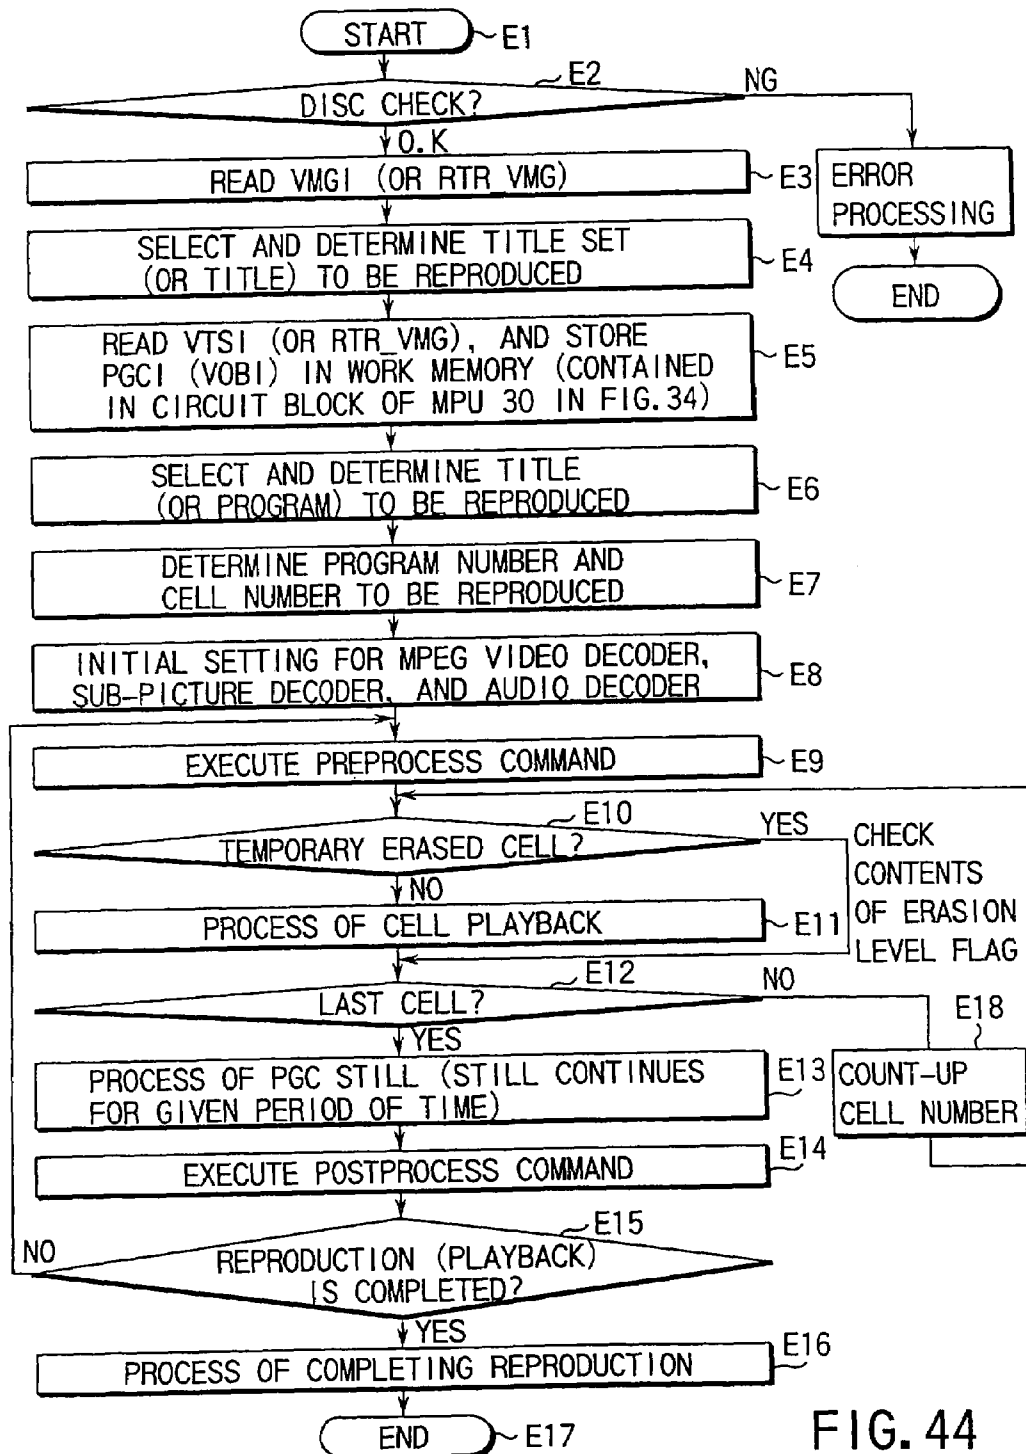 START
E1
E2
DISC CHECK?
NG
O.K
READ VMGI (OR RTR_VMG)
E3
ERROR
PROCESSING
END
SELECT AND DETERMINE TITLE SET
(OR TITLE) TO BE REPRODUCED
E4
READ VTSI (OR RTR_VMG), AND STORE
PGCI (VOBI) IN WORK MEMORY (CONTAINED
IN CIRCUIT BLOCK OF MPU 30 IN FIG.34)
E5
SELECT AND DETERMINE TITLE
(OR PROGRAM) TO BE REPRODUCED
E6
DETERMINE PROGRAM NUMBER AND
CELL NUMBER TO BE REPRODUCED
E7
INITIAL SETTING FOR MPEG VIDEO DECODER,
SUB-PICTURE DECODER, AND AUDIO DECODER
E8
EXECUTE PREPROCESS COMMAND
E9
E10
TEMPORARY ERASED CELL?
YES
CHECK
CONTENTS
OF ERASION
LEVEL FLAG
NO
PROCESS OF CELL PLAYBACK
E11
E12
LAST CELL?
NO
E18
COUNT-UP
CELL NUMBER
YES
PROCESS OF PGC STILL (STILL CONTINUES
FOR GIVEN PERIOD OF TIME)
E13
EXECUTE POSTPROCESS COMMAND
E14
E15
NO
REPRODUCTION (PLAYBACK)
IS COMPLETED?
YES
PROCESS OF COMPLETING REPRODUCTION
E16
END
E17
FIG. 44